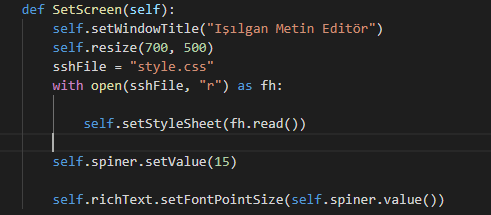 def SetScreen(self):
self.setWindowTitle("Işılgan Metin Editör")
self.resize(700, 500)
sshFile = "style.css"
with open(sshFile, "r") as fh:
self.setStyleSheet(fh.read())
self.spiner.setValue(15)
self.richText.setFontPointSize(self.spiner.value())